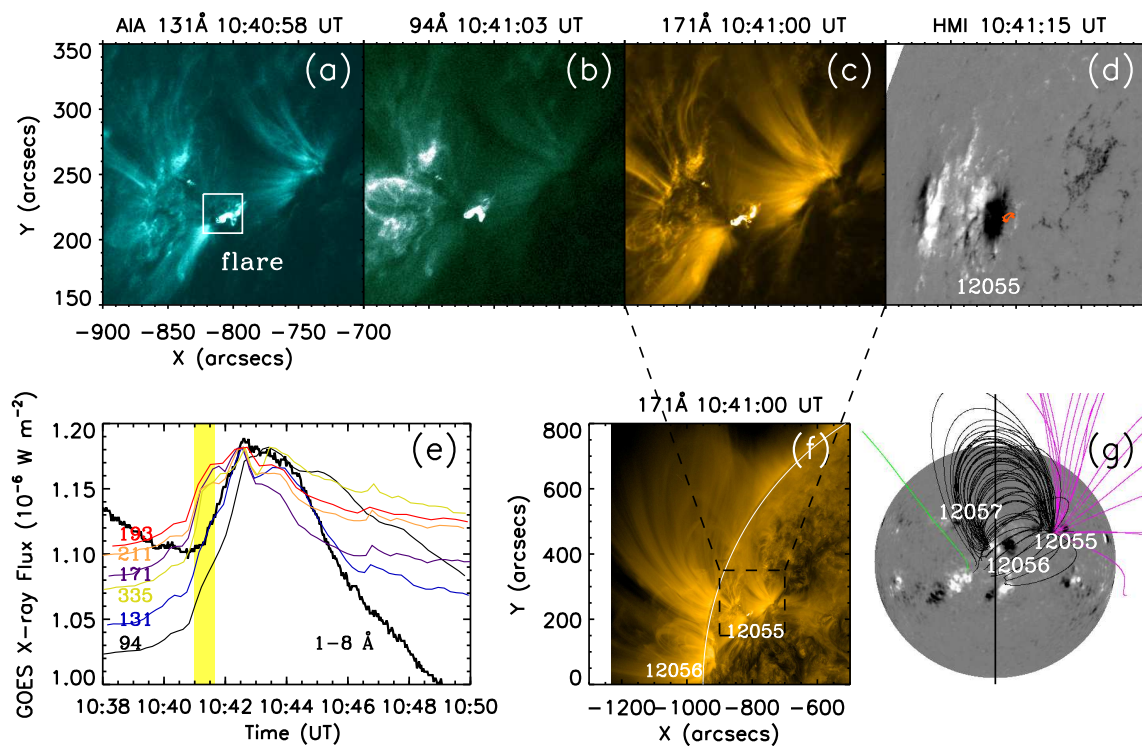 AIA 131Å 10:40:58 UT
94Å 10:41:03 UT
171Å 10:41:00 UT
HMI 10:41:15 UT
350
300
250
200
150
Y (arcsecs)
(a)
(b)
(c)
(d)
flare
12055
-900 -850 -800 -750 -700
X (arcsecs)
171Å 10:41:00 UT
1.20
1.15
1.10
1.05
1.00
GOES X-ray Flux (10⁻⁶ W m⁻²)
(e)
193
211
171
335
131
94
1-8 Å
10:38 10:40 10:42 10:44 10:46 10:48 10:50
Time (UT)
800
600
400
200
0
Y (arcsecs)
(f)
12055
12056
-1200 -1000 -800 -600
X (arcsecs)
(g)
12057
12055
12056